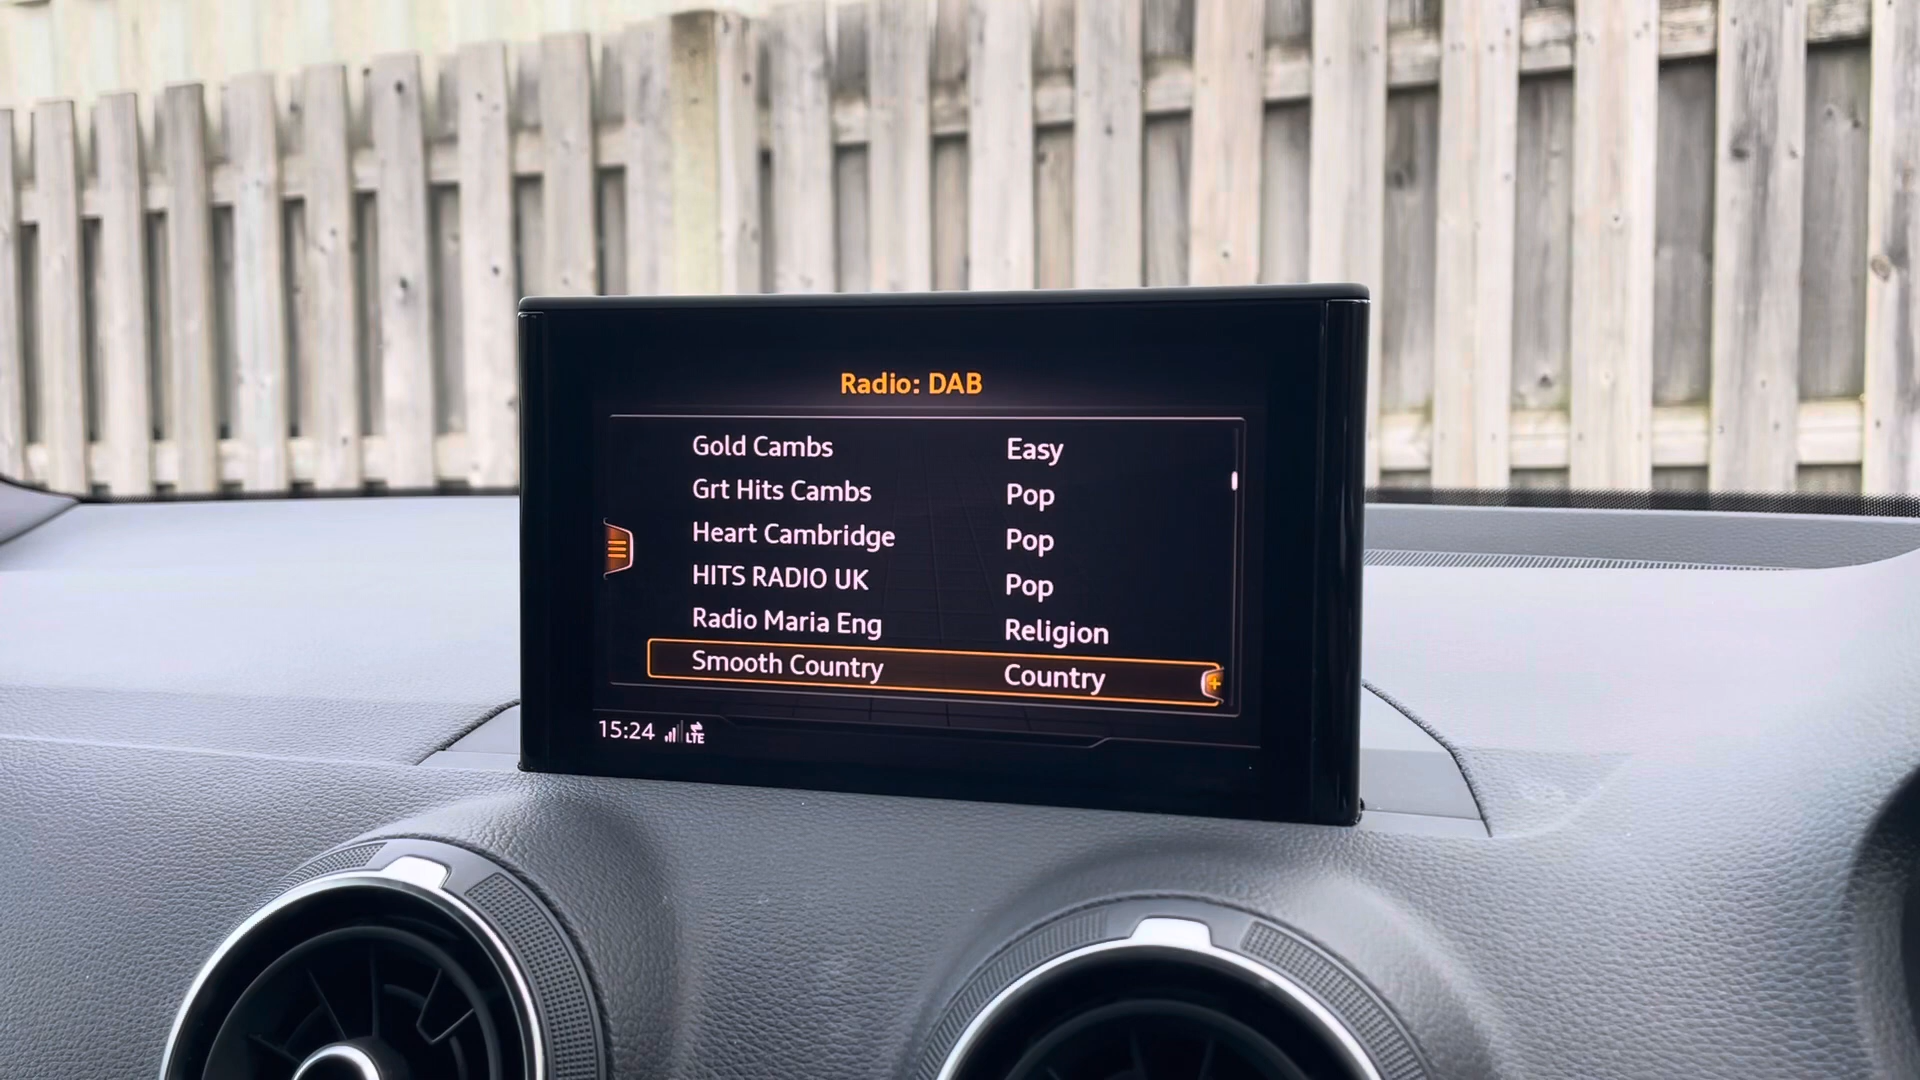 Radio: DAB
Gold Cambs Easy
Grt Hits Cambs Pop
Heart Cambridge Pop
HITS RADIO UK Pop
Radio Maria Eng Religion
Smooth Country Country
15:24 LTE